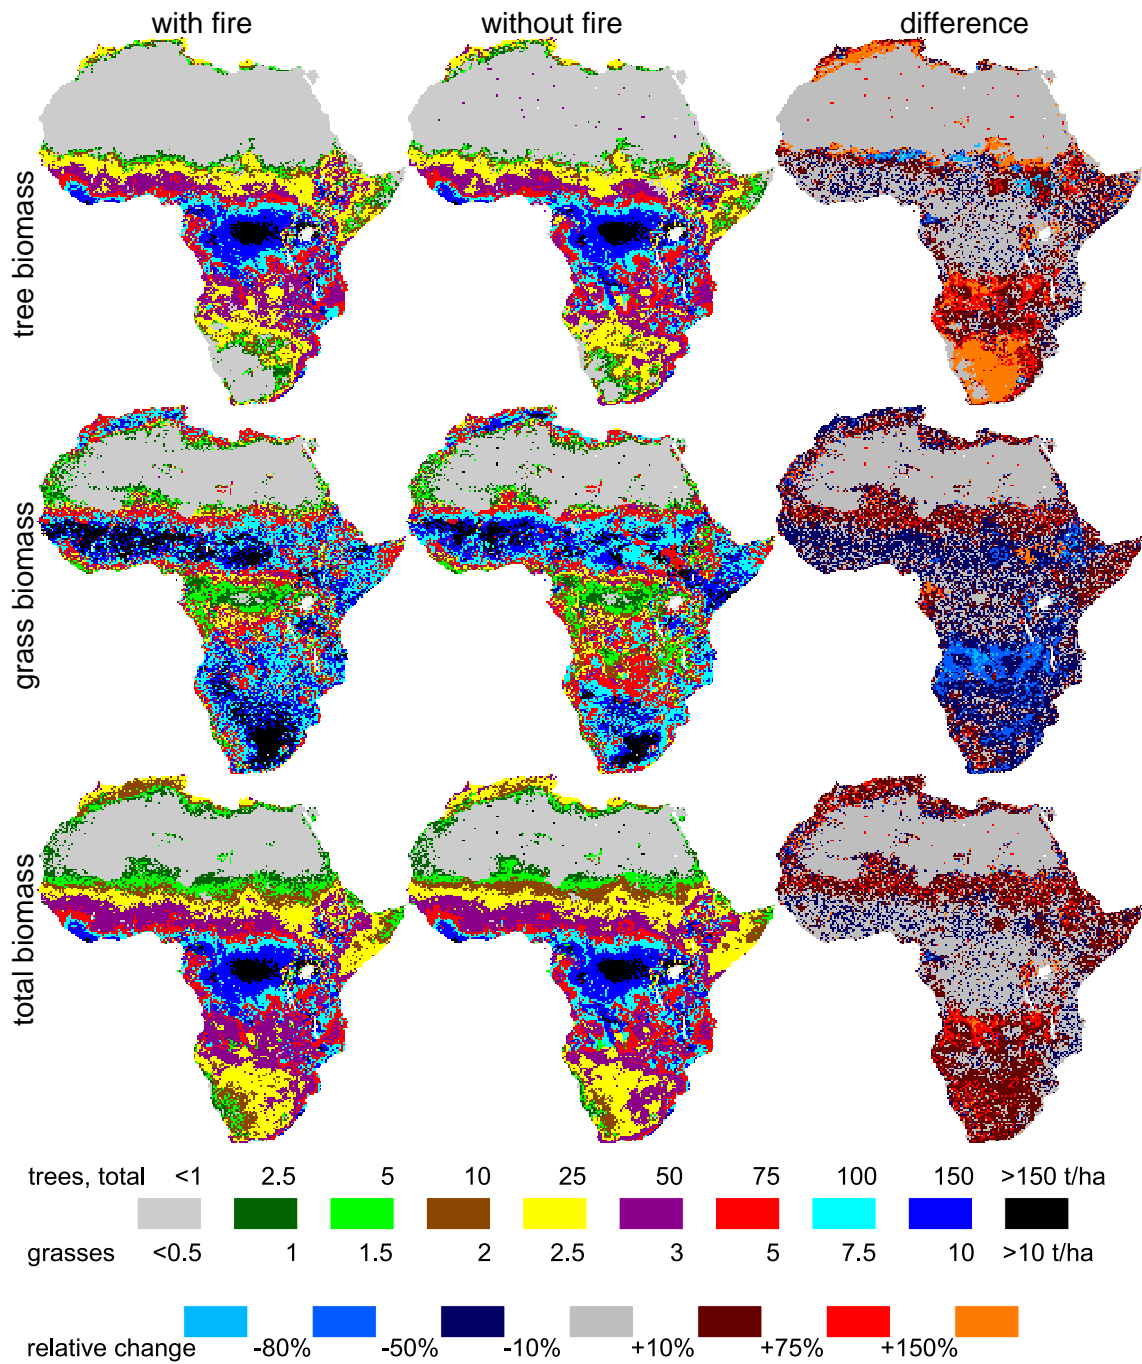 with fire without fire difference
tree biomass
grass biomass
total biomass
trees, total <1 2.5 5 10 25 50 75 100 150 >150 t/ha
grasses <0.5 1 1.5 2 2.5 3 5 7.5 10 >10 t/ha
relative change -80% -50% -10% +10% +75% +150%